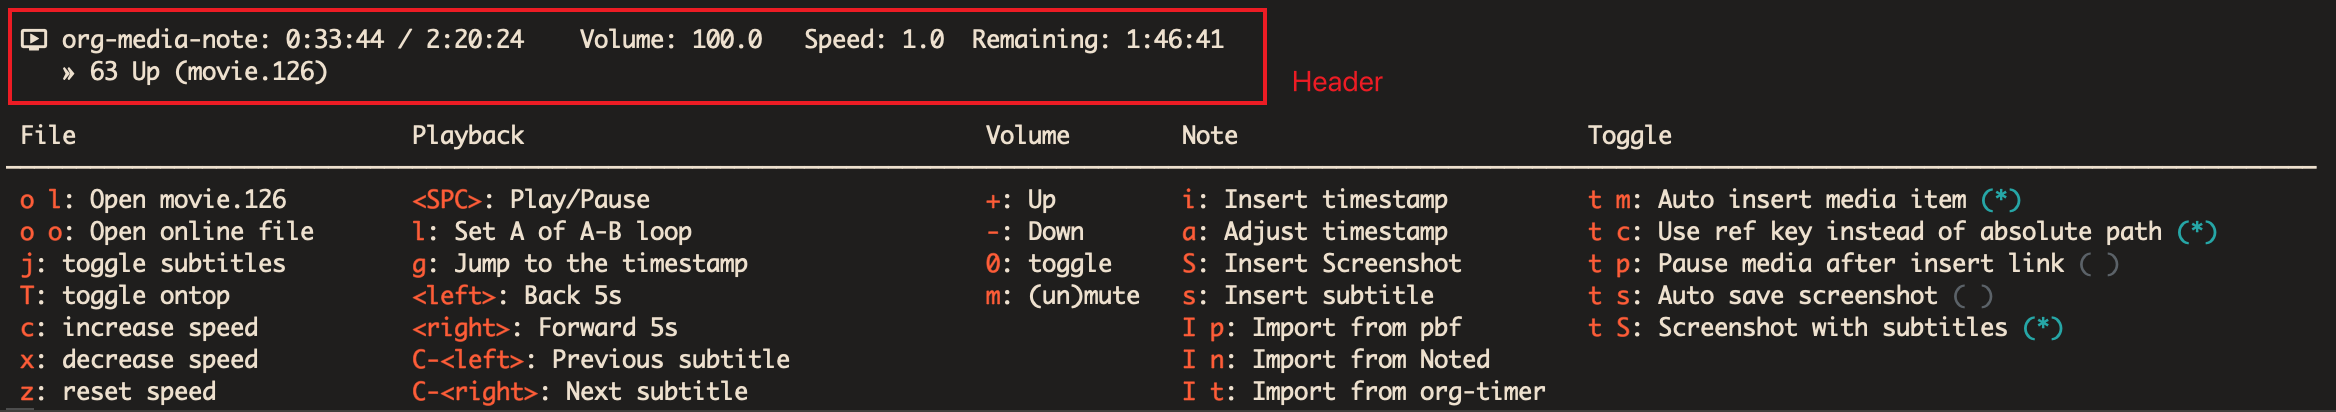 org-media-note: 0:33:44 / 2:20:24 Volume: 100.0 Speed: 1.0 Remaining: 1:46:41
» 63 Up (movie.126)
Header
File Playback Volume Note Toggle
o l: Open movie.126 <SPC>: Play/Pause +: Up i: Insert timestamp t m: Auto insert media item (*)
o o: Open online file l: Set A of A-B loop -: Down a: Adjust timestamp t c: Use ref key instead of absolute path (*)
j: toggle subtitles g: Jump to the timestamp 0: toggle S: Insert Screenshot t p: Pause media after insert link ( )
T: toggle ontop <left>: Back 5s m: (un)mute s: Insert subtitle t s: Auto save screenshot ( )
c: increase speed <right>: Forward 5s I p: Import from pbf t S: Screenshot with subtitles (*)
x: decrease speed C-<left>: Previous subtitle I n: Import from Noted
z: reset speed C-<right>: Next subtitle I t: Import from org-timer